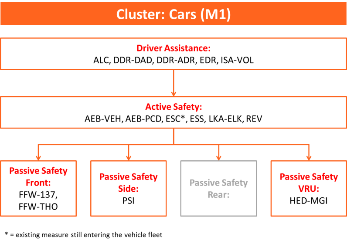 Cluster: Cars (M1)
Driver Assistance:
ALC, DDR-DAD, DDR-ADR, EDR, ISA-VOL
Active Safety:
AEB-VEH, AEB-PCD, ESC*, ESS, LKA-ELK, REV
Passive Safety
Front:
FFW-137,
FFW-THO
Passive Safety
Side:
PSI
Passive Safety
Rear:
Passive Safety
VRU:
HED-MGI
* = existing measure still entering the vehicle fleet